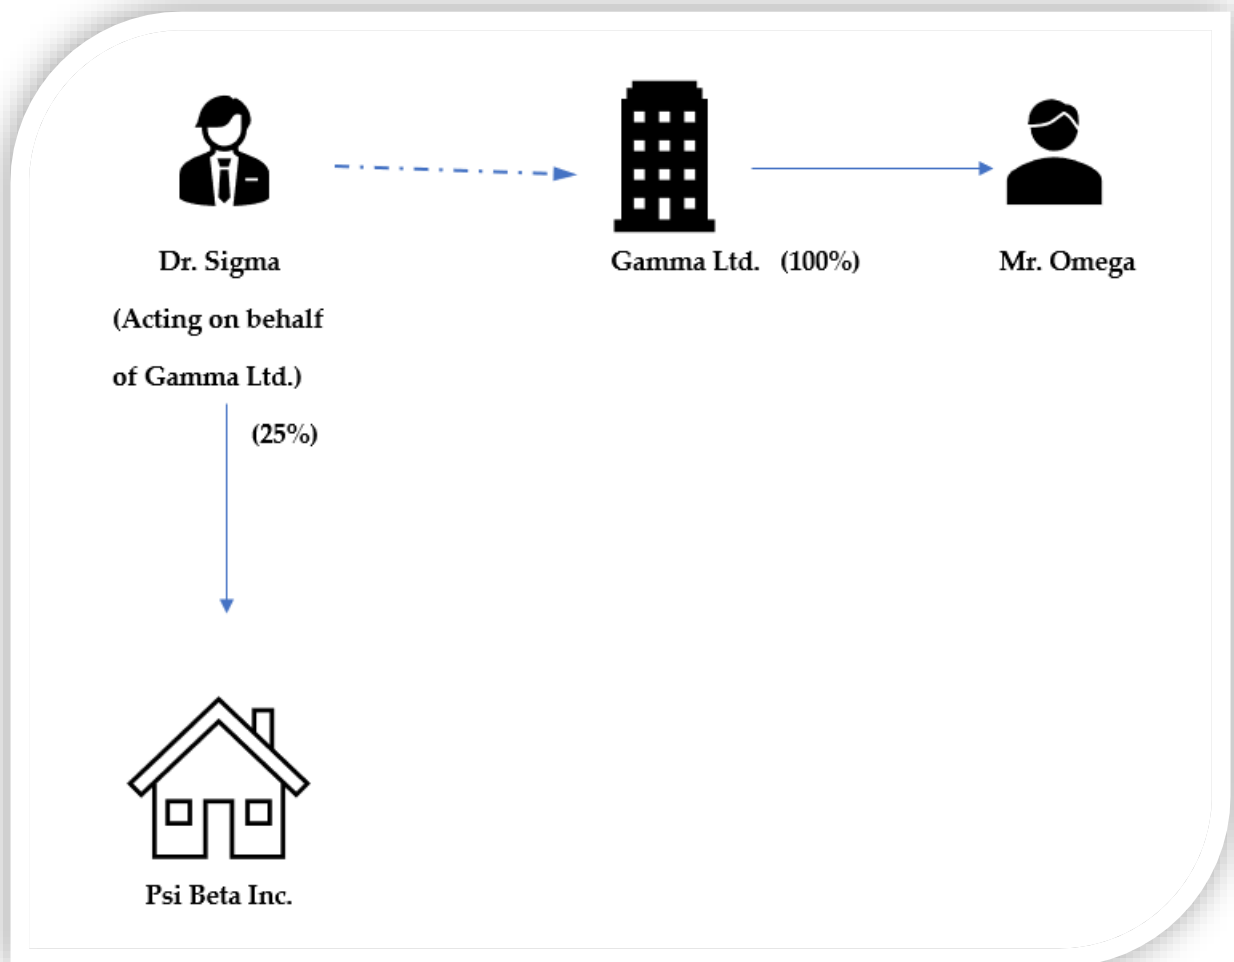 Dr. Sigma
(Acting on behalf
of Gamma Ltd.)
(25%)
Gamma Ltd. (100%)
Mr. Omega
Psi Beta Inc.